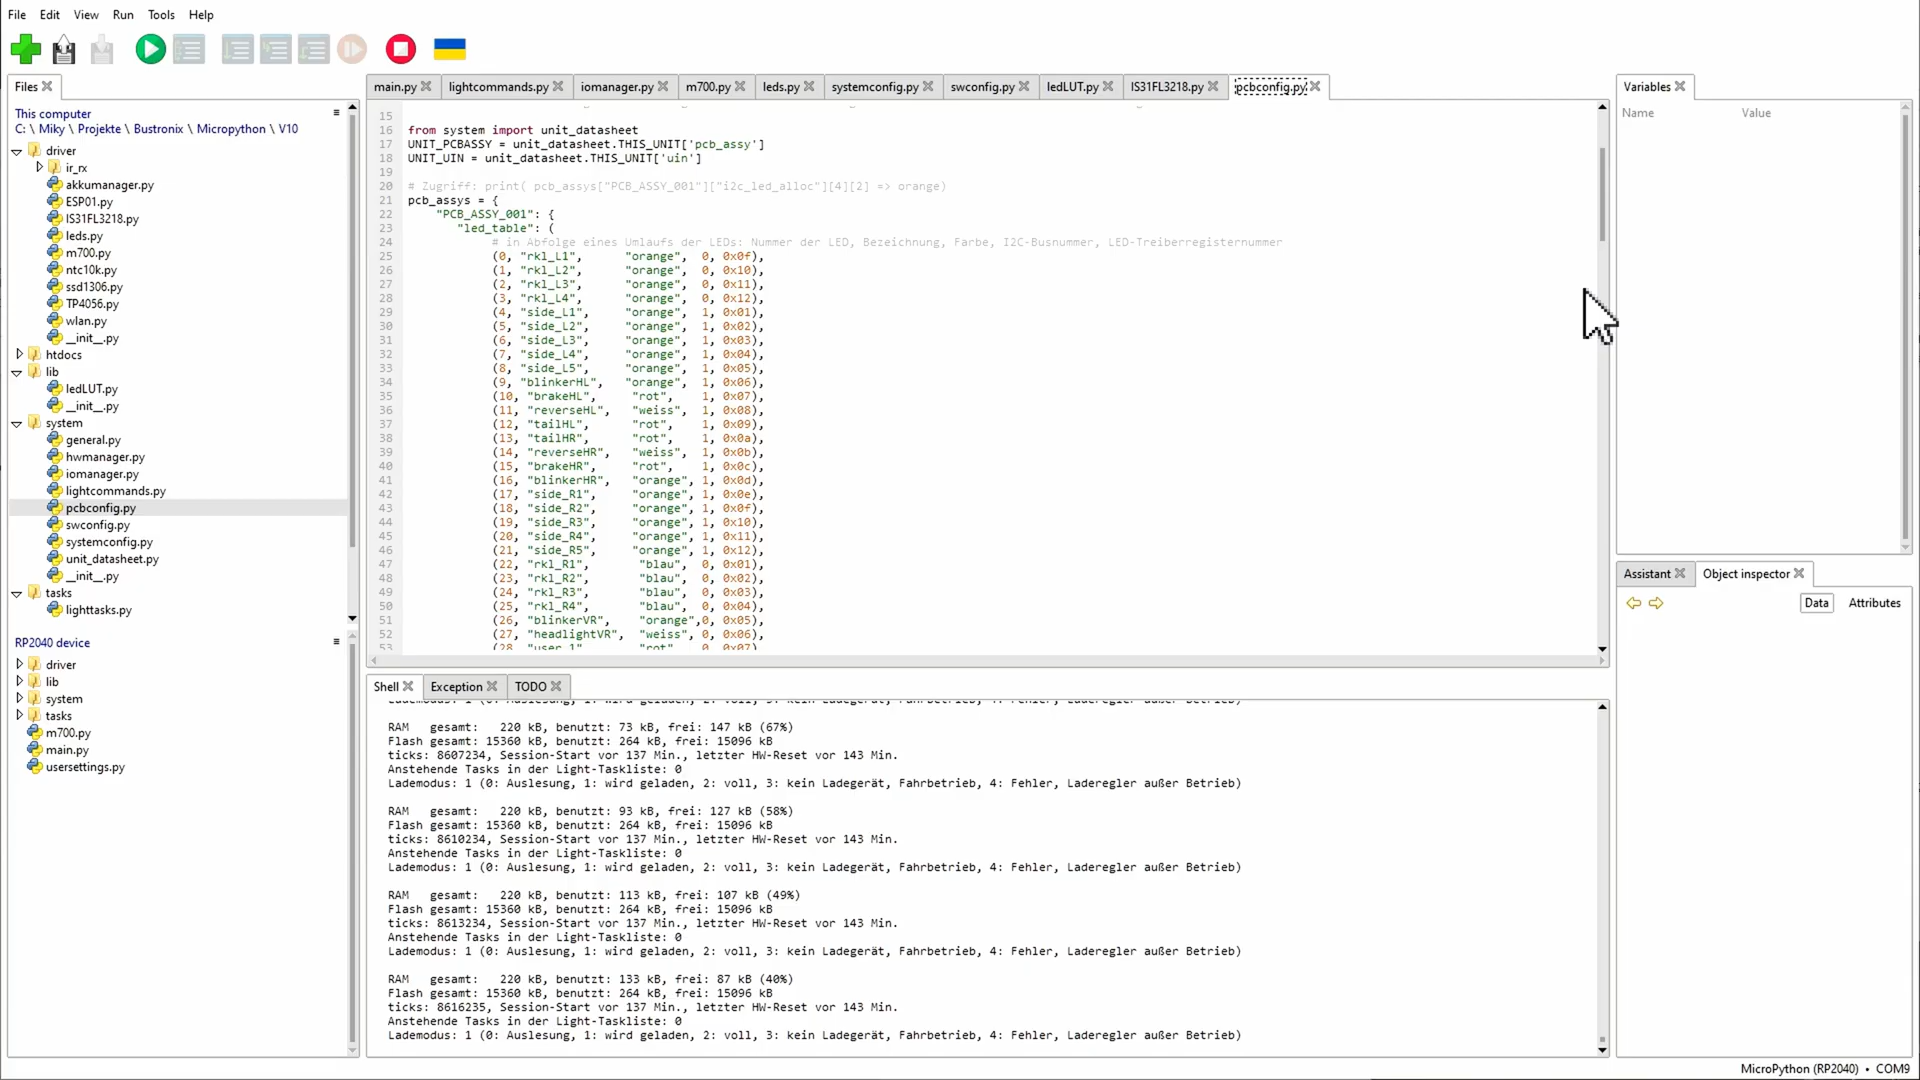 File Edit View Run Tools Help
Files
This computer
C: \ Miky \ Projekte \ Bustronix \ Micropython \ V10
driver
ir_rx
akkumanager.py
ESP01.py
IS31FL3218.py
leds.py
m700.py
ntc10k.py
ssd1306.py
TP4056.py
wlan.py
__init__.py
htdocs
lib
ledLUT.py
__init__.py
system
general.py
hwmanager.py
iomanager.py
lightcommands.py
pcbconfig.py
swconfig.py
systemconfig.py
unit_datasheet.py
__init__.py
tasks
lighttasks.py
RP2040 device
driver
lib
system
tasks
m700.py
main.py
usersettings.py
main.py lightcommands.py iomanager.py m700.py leds.py systemconfig.py swconfig.py ledLUT.py IS31FL3218.py pcbconfig.py
15
16 from system import unit_datasheet
17 UNIT_PCBASSY = unit_datasheet.THIS_UNIT['pcb_assy']
18 UNIT_UIN = unit_datasheet.THIS_UNIT['uin']
19
20 # Zugriff: print( pcb_assys["PCB_ASSY_001"]["i2c_led_alloc"][4][2] => orange)
21 pcb_assys = {
22 "PCB_ASSY_001": {
23 "led_table": (
24 # in Abfolge eines Umlaufs der LEDs: Nummer der LED, Bezeichnung, Farbe, I2C-Busnummer, LED-Treiberregisternummer
25 (0, "rkl_L1", "orange", 0, 0x0f),
26 (1, "rkl_L2", "orange", 0, 0x10),
27 (2, "rkl_L3", "orange", 0, 0x11),
28 (3, "rkl_L4", "orange", 0, 0x12),
29 (4, "side_L1", "orange", 1, 0x01),
30 (5, "side_L2", "orange", 1, 0x02),
31 (6, "side_L3", "orange", 1, 0x03),
32 (7, "side_L4", "orange", 1, 0x04),
33 (8, "side_L5", "orange", 1, 0x05),
34 (9, "blinkerHL", "orange", 1, 0x06),
35 (10, "brakeHL", "rot", 1, 0x07),
36 (11, "reverseHL", "weiss", 1, 0x08),
37 (12, "tailHL", "rot", 1, 0x09),
38 (13, "tailHR", "rot", 1, 0x0a),
39 (14, "reverseHR", "weiss", 1, 0x0b),
40 (15, "brakeHR", "rot", 1, 0x0c),
41 (16, "blinkerHR", "orange", 1, 0x0d),
42 (17, "side_R1", "orange", 1, 0x0e),
43 (18, "side_R2", "orange", 1, 0x0f),
44 (19, "side_R3", "orange", 1, 0x10),
45 (20, "side_R4", "orange", 1, 0x11),
46 (21, "side_R5", "orange", 1, 0x12),
47 (22, "rkl_R1", "blau", 0, 0x01),
48 (23, "rkl_R2", "blau", 0, 0x02),
49 (24, "rkl_R3", "blau", 0, 0x03),
50 (25, "rkl_R4", "blau", 0, 0x04),
51 (26, "blinkerVR", "orange",0, 0x05),
52 (27, "headlightVR", "weiss", 0, 0x06),
53 (28, "user_1" "rot" 0, 0x07)
Shell Exception TODO
Lademodus: 1 (0: Auslesung, 1: wird geladen, 2: voll, 3: kein Ladegerät, Fahrbetrieb, 4: Fehler, Laderegler außer Betrieb)
RAM gesamt: 220 kB, benutzt: 73 kB, frei: 147 kB (67%)
Flash gesamt: 15360 kB, benutzt: 264 kB, frei: 15096 kB
ticks: 8607234, Session-Start vor 137 Min., letzter HW-Reset vor 143 Min.
Anstehende Tasks in der Light-Taskliste: 0
Lademodus: 1 (0: Auslesung, 1: wird geladen, 2: voll, 3: kein Ladegerät, Fahrbetrieb, 4: Fehler, Laderegler außer Betrieb)
RAM gesamt: 220 kB, benutzt: 93 kB, frei: 127 kB (58%)
Flash gesamt: 15360 kB, benutzt: 264 kB, frei: 15096 kB
ticks: 8610234, Session-Start vor 137 Min., letzter HW-Reset vor 143 Min.
Anstehende Tasks in der Light-Taskliste: 0
Lademodus: 1 (0: Auslesung, 1: wird geladen, 2: voll, 3: kein Ladegerät, Fahrbetrieb, 4: Fehler, Laderegler außer Betrieb)
RAM gesamt: 220 kB, benutzt: 113 kB, frei: 107 kB (49%)
Flash gesamt: 15360 kB, benutzt: 264 kB, frei: 15096 kB
ticks: 8613234, Session-Start vor 137 Min., letzter HW-Reset vor 143 Min.
Anstehende Tasks in der Light-Taskliste: 0
Lademodus: 1 (0: Auslesung, 1: wird geladen, 2: voll, 3: kein Ladegerät, Fahrbetrieb, 4: Fehler, Laderegler außer Betrieb)
RAM gesamt: 220 kB, benutzt: 133 kB, frei: 87 kB (40%)
Flash gesamt: 15360 kB, benutzt: 264 kB, frei: 15096 kB
ticks: 8616235, Session-Start vor 137 Min., letzter HW-Reset vor 143 Min.
Anstehende Tasks in der Light-Taskliste: 0
Lademodus: 1 (0: Auslesung, 1: wird geladen, 2: voll, 3: kein Ladegerät, Fahrbetrieb, 4: Fehler, Laderegler außer Betrieb)
Variables
Name Value
Assistant Object inspector
Data Attributes
MicroPython (RP2040) • COM9